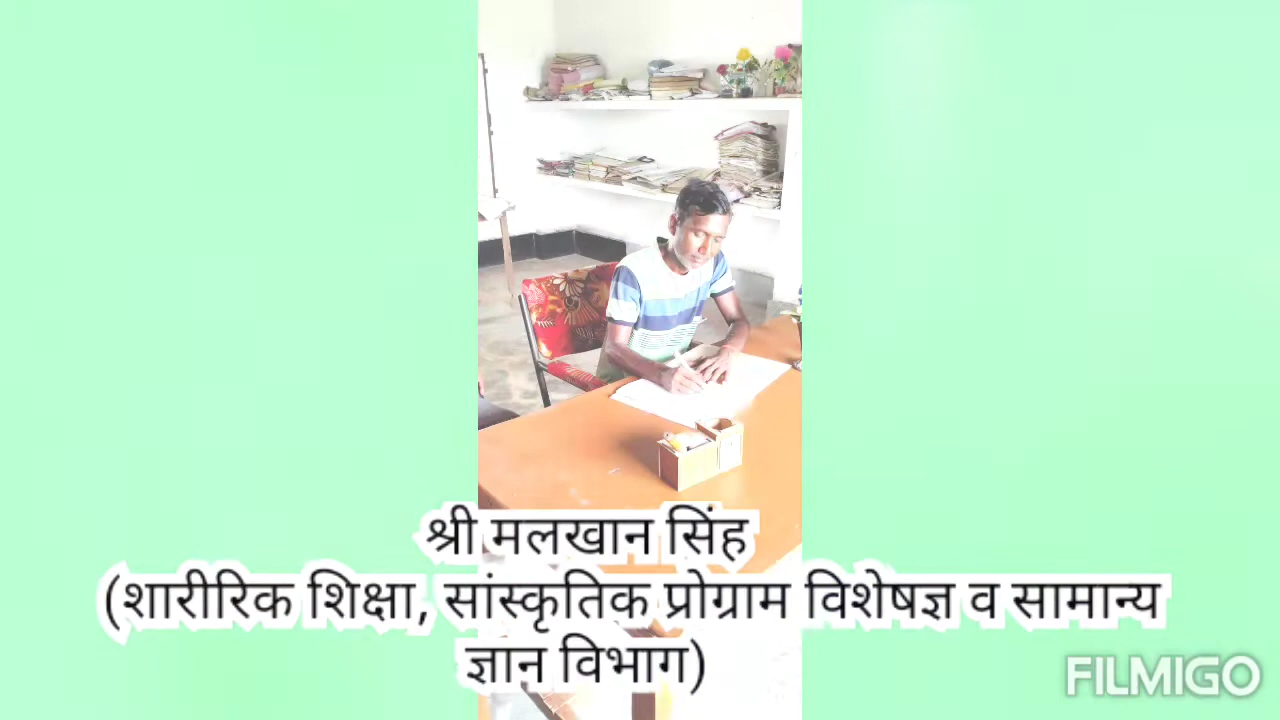 श्री मलखान सिंह
(शारीरिक शिक्षा, सांस्कृतिक प्रोग्राम विशेषज्ञ व सामान्य
ज्ञान विभाग)
FILMIGO